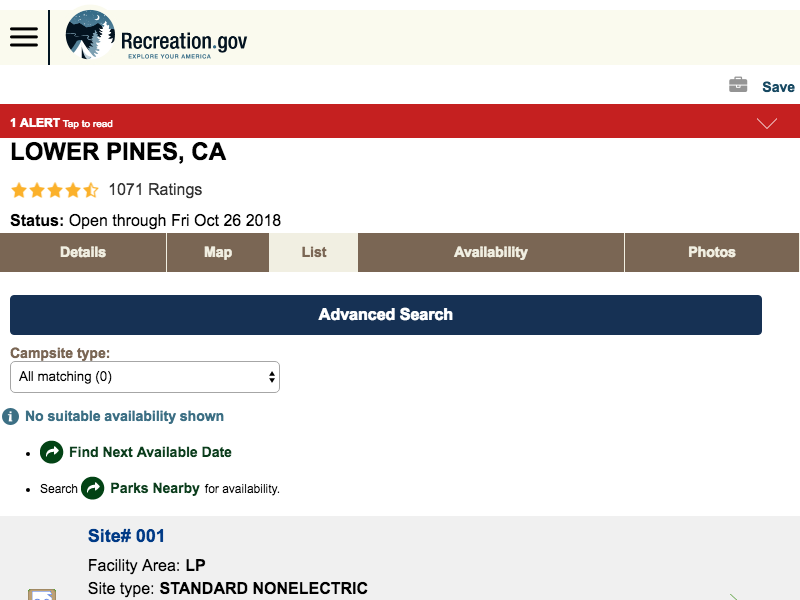 Recreation.gov
EXPLORE YOUR AMERICA
Save
1 ALERT Tap to read
LOWER PINES, CA
1071 Ratings
Status: Open through Fri Oct 26 2018
Details Map List Availability Photos
Advanced Search
Campsite type:
All matching (0)
No suitable availability shown
Find Next Available Date
Search Parks Nearby for availability.
Site# 001
Facility Area: LP
Site type: STANDARD NONELECTRIC